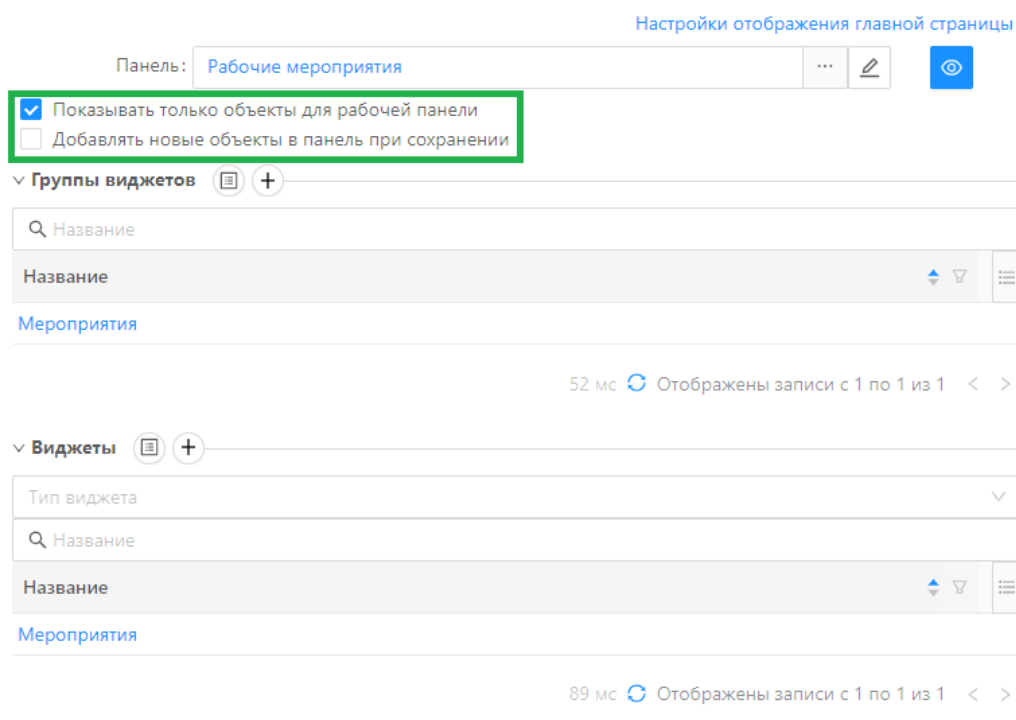 Настройки отображения главной страницы
Панель: Рабочие мероприятия ...
Показывать только объекты для рабочей панели
Добавлять новые объекты в панель при сохранении
Группы виджетов
Название
Название
Мероприятия
52 мс Отображены записи с 1 по 1 из 1
Виджеты
Тип виджета
Название
Название
Мероприятия
89 мс Отображены записи с 1 по 1 из 1